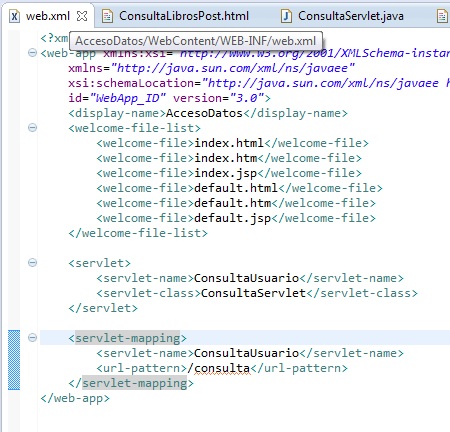 web.xml ConsultaLibrosPost.html ConsultaServlet.java
<?xm
AccesoDatos/WebContent/WEB-INF/web.xml
<web-app xmlns:xsi="http://www.w3.org/2001/XMLSchema-instan
xmlns="http://java.sun.com/xml/ns/javaee"
xsi:schemaLocation="http://java.sun.com/xml/ns/javaee h
id="WebApp_ID" version="3.0">
<display-name>AccesoDatos</display-name>
<welcome-file-list>
<welcome-file>index.html</welcome-file>
<welcome-file>index.htm</welcome-file>
<welcome-file>index.jsp</welcome-file>
<welcome-file>default.html</welcome-file>
<welcome-file>default.htm</welcome-file>
<welcome-file>default.jsp</welcome-file>
</welcome-file-list>
<servlet>
<servlet-name>ConsultaUsuario</servlet-name>
<servlet-class>ConsultaServlet</servlet-class>
</servlet>
<servlet-mapping>
<servlet-name>ConsultaUsuario</servlet-name>
<url-pattern>/consulta</url-pattern>
</servlet-mapping>
</web-app>